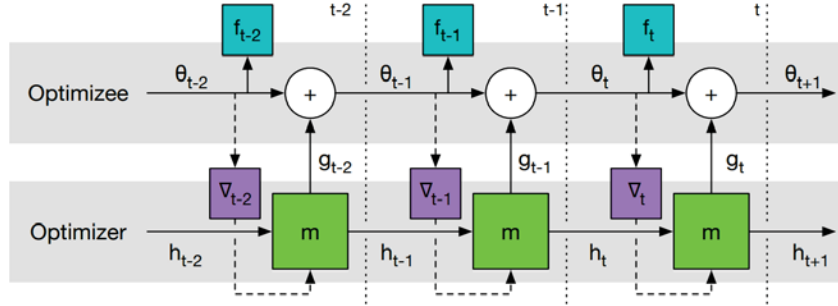 t-2 t-1 t
f_{t-2} f_{t-1} f_t
Optimizee θ_{t-2} + θ_{t-1} + θ_t + θ_{t+1}
g_{t-2} g_{t-1} g_t
∇_{t-2} ∇_{t-1} ∇_t
Optimizer m m m
h_{t-2} h_{t-1} h_t h_{t+1}